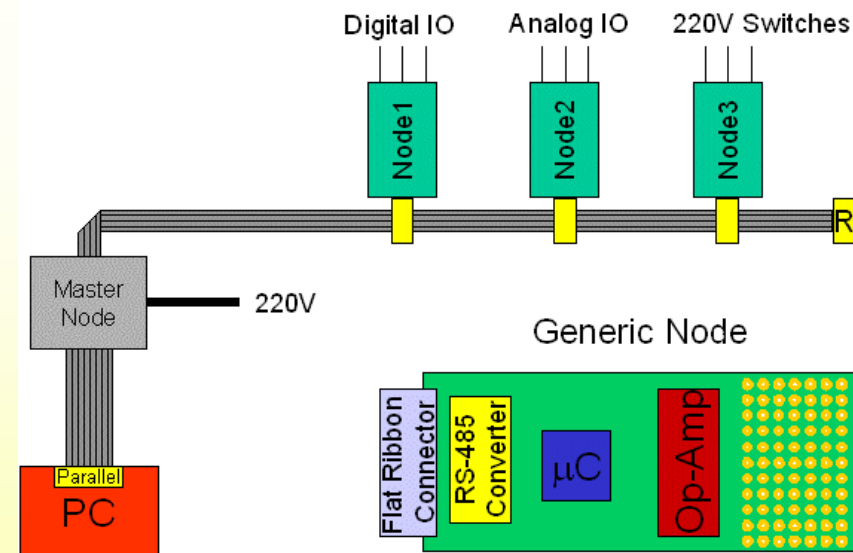 Digital IO
Analog IO
220V Switches
Node1
Node2
Node3
R
Master
Node
220V
Generic Node
Flat Ribbon
Connector
RS-485
Converter
μC
Op-Amp
Parallel
PC